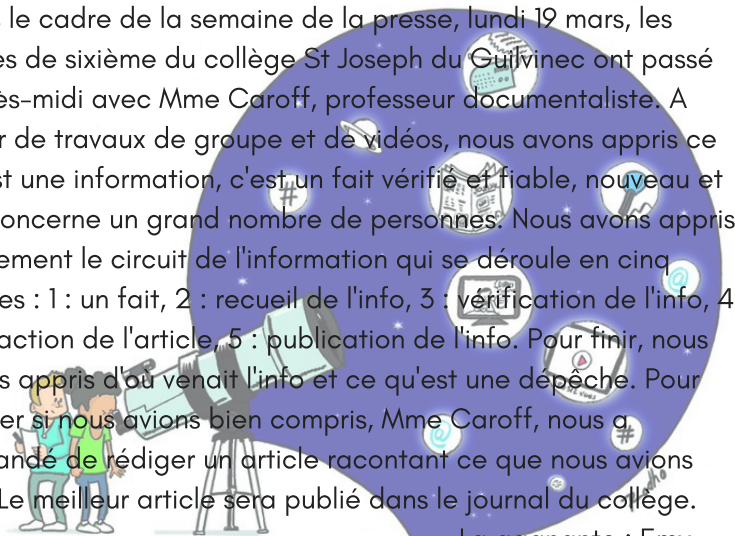 le cadre de la semaine de la presse, lundi 19 mars, les
es de sixième du collège St Joseph du Guilvinec ont passé
ès-midi avec Mme Caroff, professeur documentaliste. A
r de travaux de groupe et de vidéos, nous avons appris ce
st une information, c'est un fait vérifié et fiable, nouveau et
oncerne un grand nombre de personnes. Nous avons appris
ement le circuit de l'information qui se déroule en cinq
es : 1 : un fait, 2 : recueil de l'info, 3 : vérification de l'info, 4
action de l'article, 5 : publication de l'info. Pour finir, nous
s appris d'où venait l'info et ce qu'est une dépêche. Pour
er si nous avions bien compris, Mme Caroff, nous a
andé de rédiger un article racontant ce que nous avions
Le meilleur article sera publié dans le journal du collège.